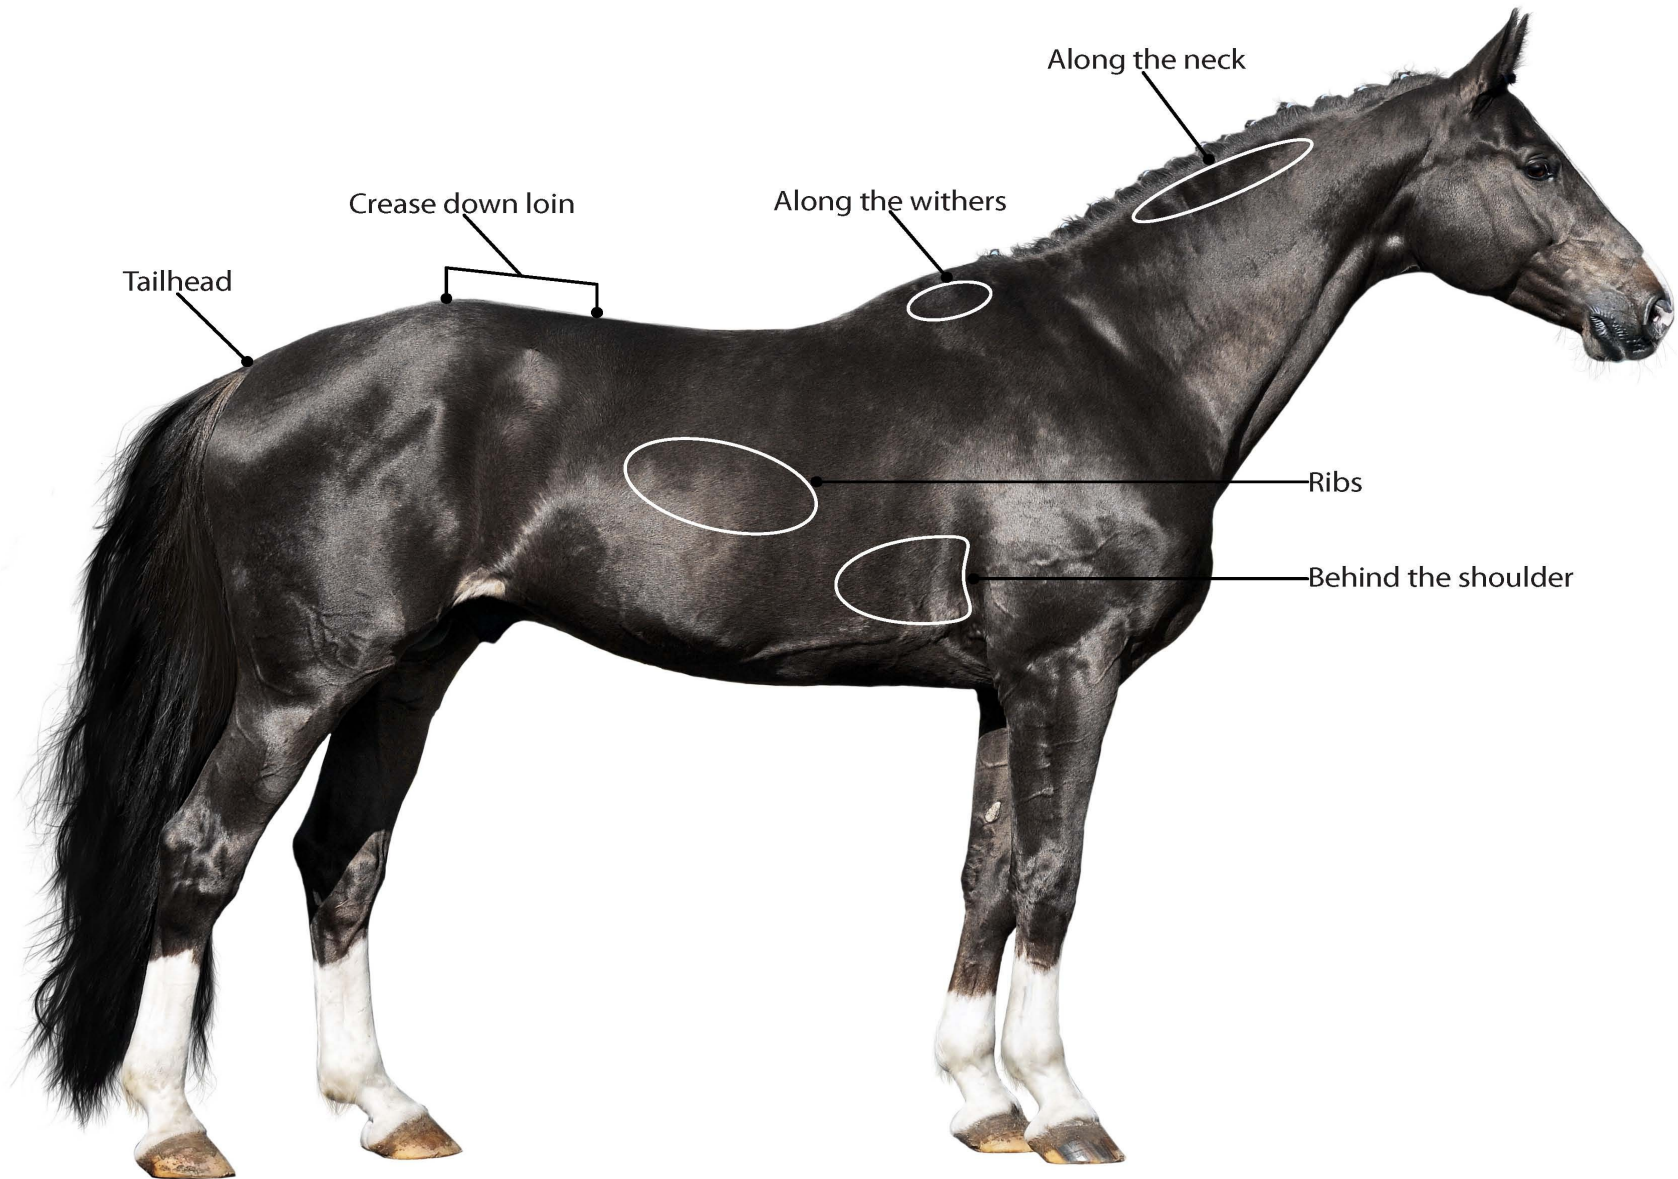 Along the neck
Crease down loin
Along the withers
Tailhead
Ribs
Behind the shoulder